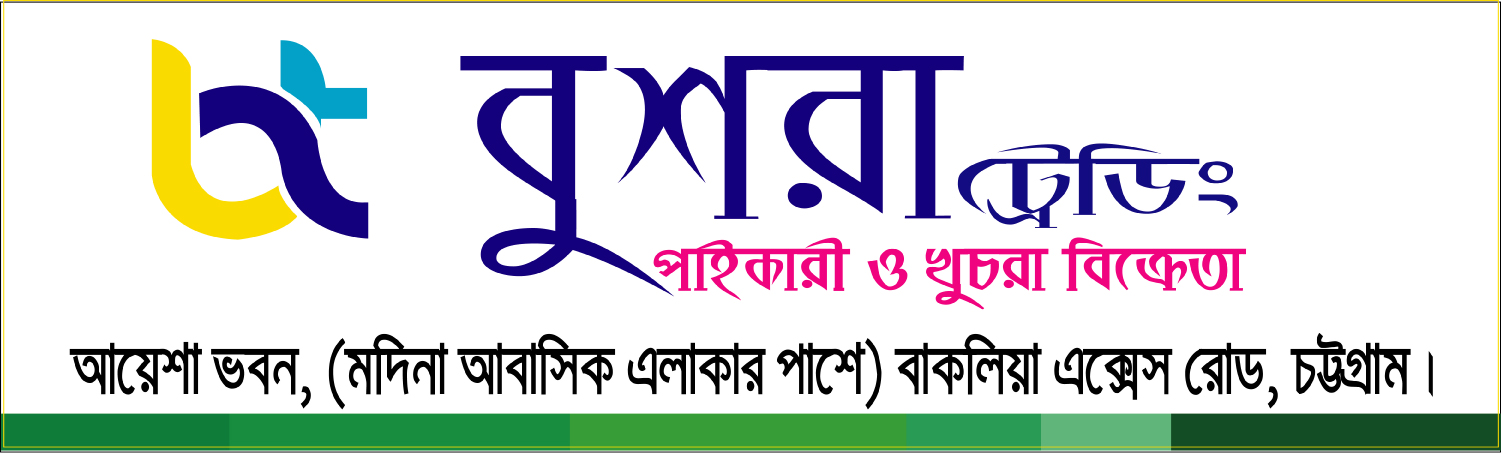 বুশরা ট্রেডিং
পাইকারী ও খুচরা বিক্রেতা
আয়েশা ভবন, (মদিনা আবাসিক এলাকার পাশে) বাকলিয়া এক্সেস রোড, চট্টগ্রাম।